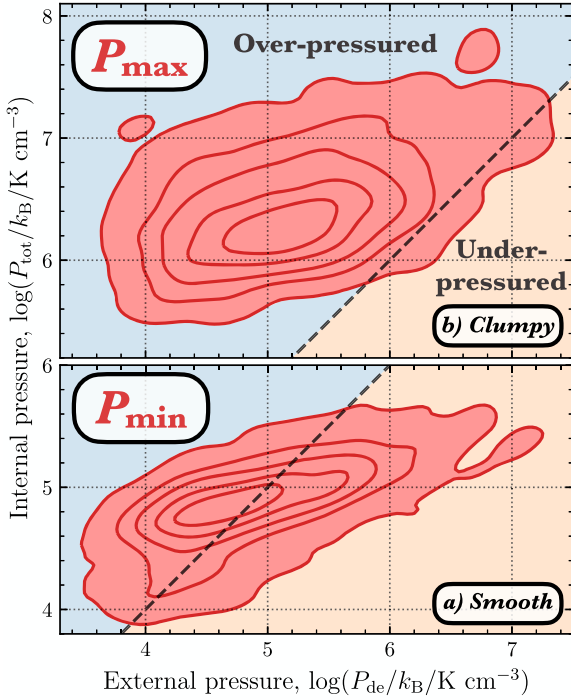 8
P_max
Over-pressured
7
6
Under-
pressured
b) Clumpy
Internal pressure, log(P_tot/k_B/K cm^−3)
6
P_min
5
4
a) Smooth
4 5 6 7
External pressure, log(P_de/k_B/K cm^−3)